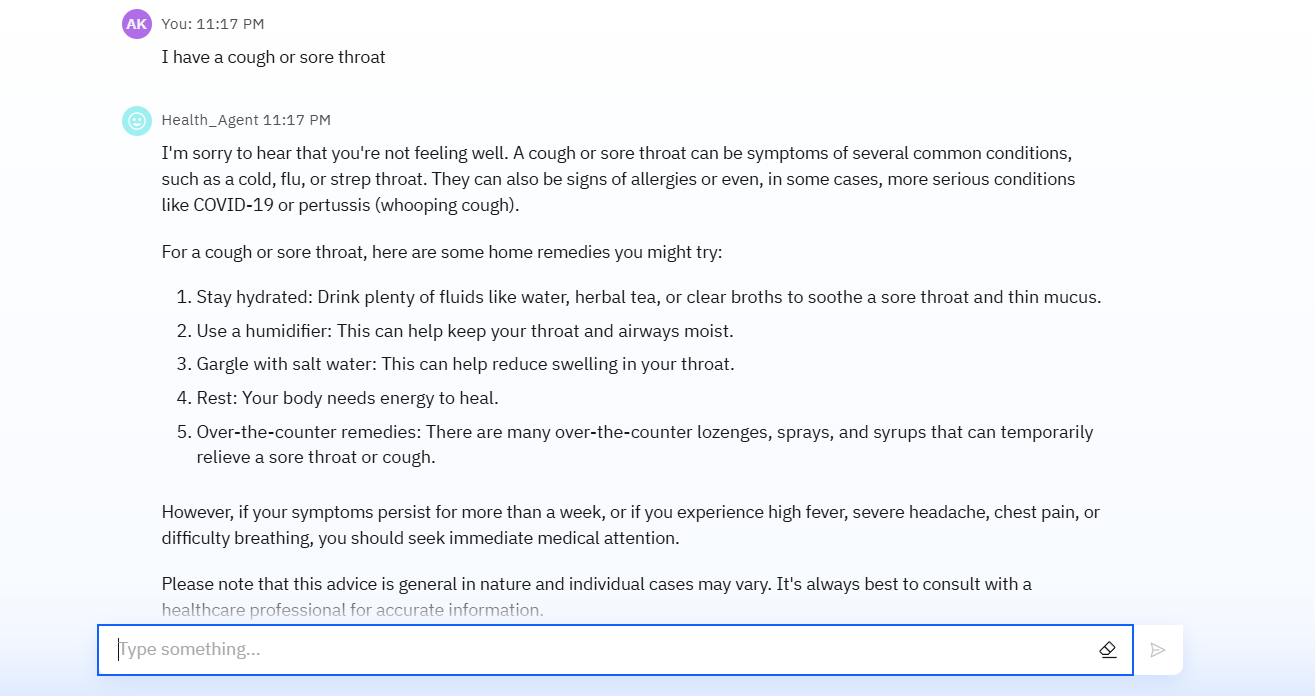 AK You: 11:17 PM
I have a cough or sore throat
Health_Agent 11:17 PM
I'm sorry to hear that you're not feeling well. A cough or sore throat can be symptoms of several common conditions,
such as a cold, flu, or strep throat. They can also be signs of allergies or even, in some cases, more serious conditions
like COVID-19 or pertussis (whooping cough).
For a cough or sore throat, here are some home remedies you might try:
1. Stay hydrated: Drink plenty of fluids like water, herbal tea, or clear broths to soothe a sore throat and thin mucus.
2. Use a humidifier: This can help keep your throat and airways moist.
3. Gargle with salt water: This can help reduce swelling in your throat.
4. Rest: Your body needs energy to heal.
5. Over-the-counter remedies: There are many over-the-counter lozenges, sprays, and syrups that can temporarily
relieve a sore throat or cough.
However, if your symptoms persist for more than a week, or if you experience high fever, severe headache, chest pain, or
difficulty breathing, you should seek immediate medical attention.
Please note that this advice is general in nature and individual cases may vary. It's always best to consult with a
healthcare professional for accurate information.
Type something...